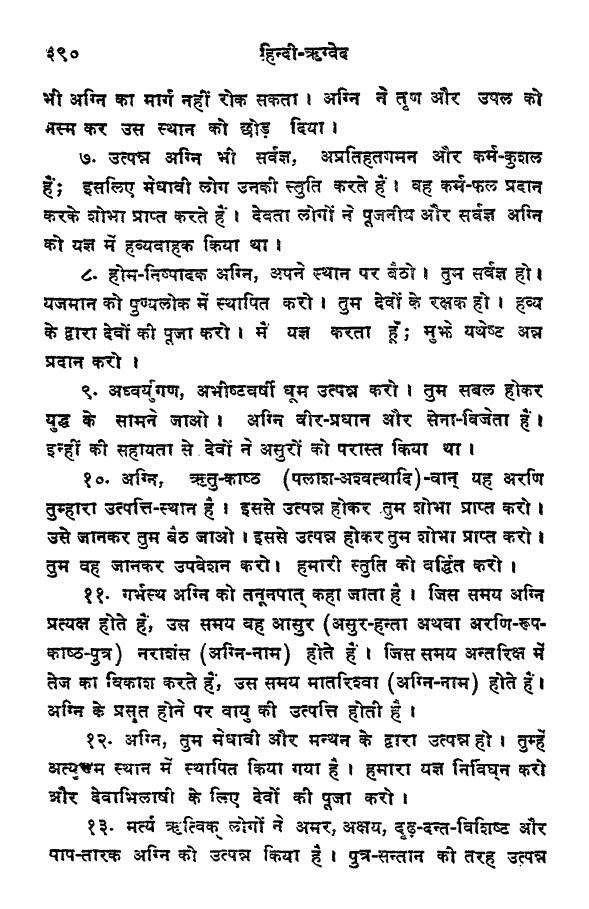 ३९० हिन्दी-ऋग्वेद
भी अग्नि का मार्ग नहीं रोक सकता। अग्नि ने तृण और उपल को
भस्म कर उस स्थान को छोड़ दिया।
७. उत्पन्न अग्नि भी सर्वज्ञ, अप्रतिहतगमन और कर्म-कुशल
हैं; इसलिए मेधावी लोग उनकी स्तुति करते हैं। वह कर्म-फल प्रदान
करके शोभा प्राप्त करते हैं। देवता लोगों ने पूजनीय और सर्वज्ञ अग्नि
को यज्ञ में हव्यवाहक किया था।
८. होम-निष्पादक अग्नि, अपने स्थान पर बैठो। तुम सर्वज्ञ हो।
यजमान को पुण्यलोक में स्थापित करो। तुम देवों के रक्षक हो। हव्य
के द्वारा देवों की पूजा करो। मैं यज्ञ करता हूँ; मुझे यथेष्ट अन्न
प्रदान करो।
९. अध्वर्युगण, अभीष्टवर्षी धूम उत्पन्न करो। तुम सबल होकर
युद्ध के सामने जाओ। अग्नि वीर-प्रधान और सेना-विजेता हैं।
इन्हीं की सहायता से देवों ने असुरों को परास्त किया था।
१०. अग्नि, ऋतु-काष्ठ (पलाश-अश्वत्थादि)-वान् यह अरणि
तुम्हारा उत्पत्ति-स्थान है। इससे उत्पन्न होकर तुम शोभा प्राप्त करो।
उसे जानकर तुम बैठ जाओ। इससे उत्पन्न होकर तुम शोभा प्राप्त करो।
तुम वह जानकर उपवेशन करो। हमारी स्तुति को वर्द्धित करो।
११. गर्भस्थ अग्नि को तनूनपात् कहा जाता है। जिस समय अग्नि
प्रत्यक्ष होते हैं, उस समय वह आसुर (असुर-हन्ता अथवा अरणि-रूप-
काष्ठ-पुत्र) नराशंस (अग्नि-नाम) होते हैं। जिस समय अन्तरिक्ष में
तेज का विकाश करते हैं, उस समय मातरिश्वा (अग्नि-नाम) होते हैं।
अग्नि के प्रसृत होने पर वायु की उत्पत्ति होती है।
१२. अग्नि, तुम मेधावी और मन्थन के द्वारा उत्पन्न हो। तुम्हें
अत्युत्तम स्थान में स्थापित किया गया है। हमारा यज्ञ निर्विघ्न करो
और देवाभिलाषी के लिए देवों की पूजा करो।
१३. मर्त्य ऋत्विक् लोगों ने अमर, अक्षय, दृढ़-दन्त-विशिष्ट और
पाप-तारक अग्नि को उत्पन्न किया है। पुत्र-सन्तान की तरह उत्पन्न